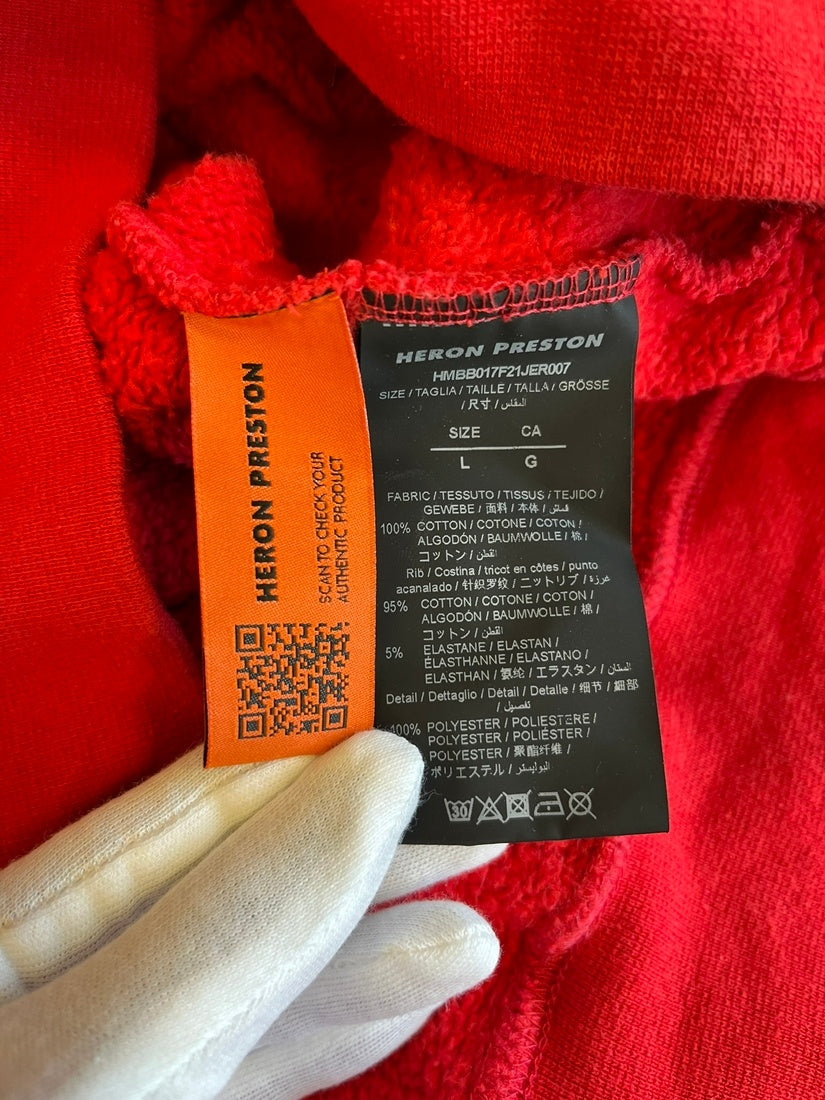 HERON PRESTON
SCAN TO CHECK YOUR
AUTHENTIC PRODUCT
HERON PRESTON
HMBB017F21JER007
SIZE / TAGLIA / TAILLE / TALLA / GRÖSSE
/ 尺寸 / المقاس
SIZE CA
L G
FABRIC / TESSUTO / TISSUS / TEJIDO /
GEWEBE / 面料 / 本体 / قماش
100% COTTON / COTONE / COTON /
ALGODÓN / BAUMWOLLE / 棉 /
コットン / القطن
Rib / Costina / tricot en côtes / punto
acanalado / 针织罗纹 / ニットリブ / غرزة
95% COTTON / COTONE / COTON /
ALGODÓN / BAUMWOLLE / 棉 /
コットン / القطن
5% ELASTANE / ELASTAN /
ÉLASTHANNE / ELASTANO /
ELASTHAN / 氨纶 / エラスタン / الاستان
Detail / Dettaglio / Détail / Detalle / 细节 / 細部
/ تفصيل
100% POLYESTER / POLIESTERE /
POLYESTER / POLIÉSTER /
POLYESTER / 聚酯纤维 /
ポリエステル / البوليستر
30